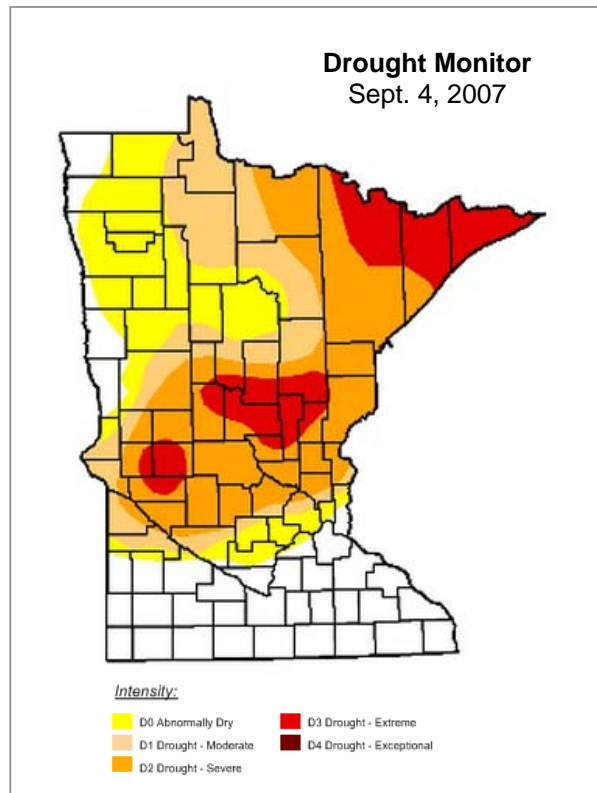 Drought Monitor
Sept. 4, 2007
Intensity:
D0 Abnormally Dry
D1 Drought - Moderate
D2 Drought - Severe
D3 Drought - Extreme
D4 Drought - Exceptional